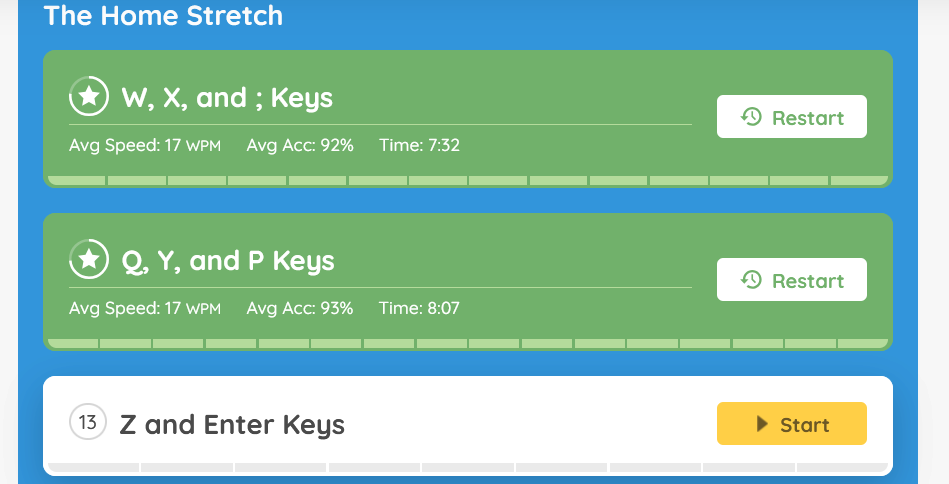 The Home Stretch
W, X, and ; Keys
Restart
Avg Speed: 17 WPM Avg Acc: 92% Time: 7:32
Q, Y, and P Keys
Restart
Avg Speed: 17 WPM Avg Acc: 93% Time: 8:07
13 Z and Enter Keys
Start